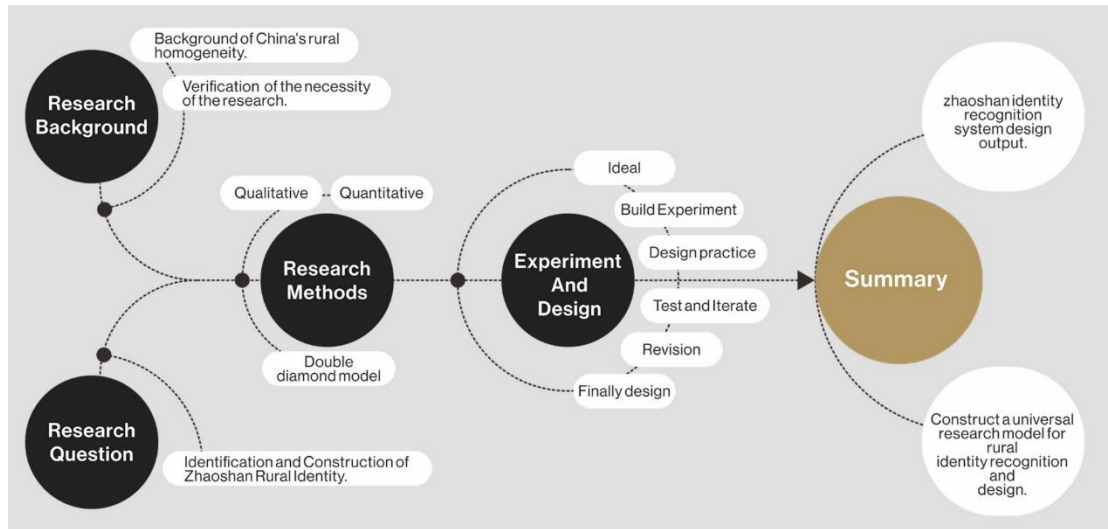 Research
Background
Background of China's rural
homogeneity.
Verification of the necessity
of the research.
Research
Question
Identification and Construction of
Zhaoshan Rural Identity.
Research
Methods
Qualitative
Quantitative
Double
diamond model
Experiment
And
Design
Ideal
Build Experiment
Design practice
Test and Iterate
Revision
Finally design
Summary
zhaoshan identity
recognition
system design
output.
Construct a universal
research model for
rural
identity recognition
and
design.